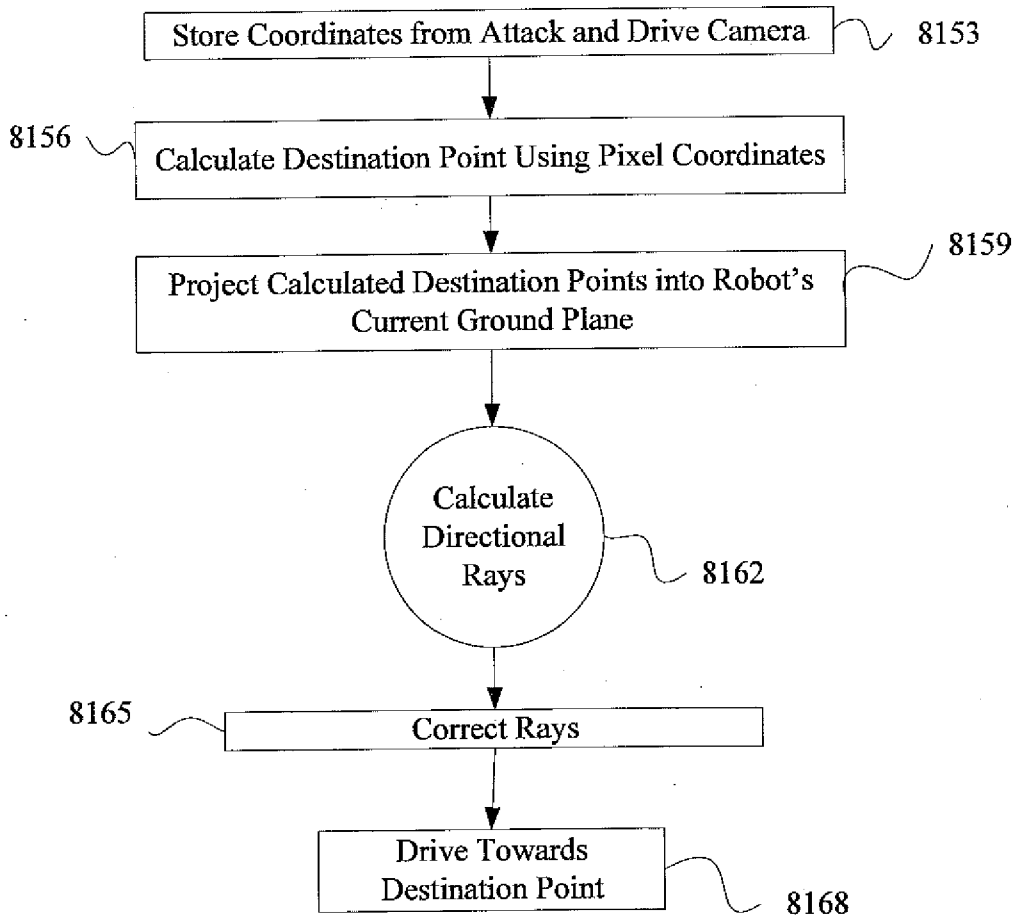 Store Coordinates from Attack and Drive Camera
8153
8156
Calculate Destination Point Using Pixel Coordinates
8159
Project Calculated Destination Points into Robot's
Current Ground Plane
Calculate
Directional
Rays
8162
8165
Correct Rays
Drive Towards
Destination Point
8168